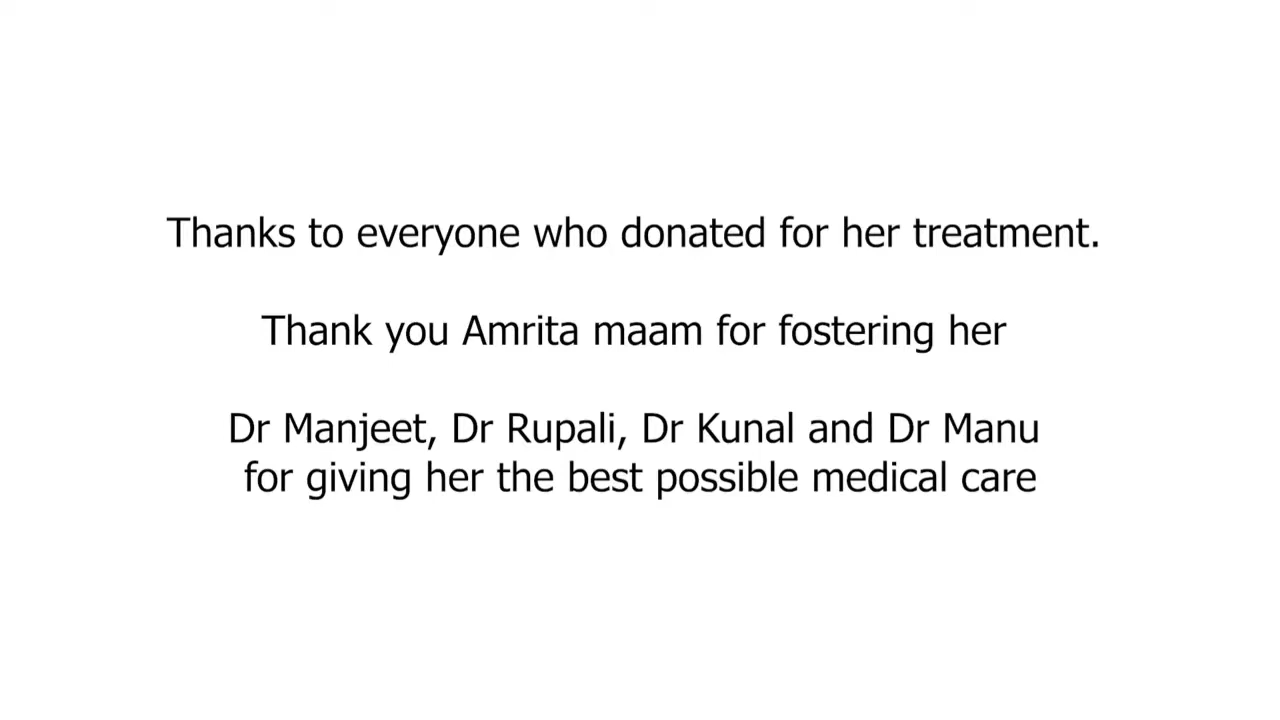 Thanks to everyone who donated for her treatment.
Thank you Amrita maam for fostering her
Dr Manjeet, Dr Rupali, Dr Kunal and Dr Manu
for giving her the best possible medical care